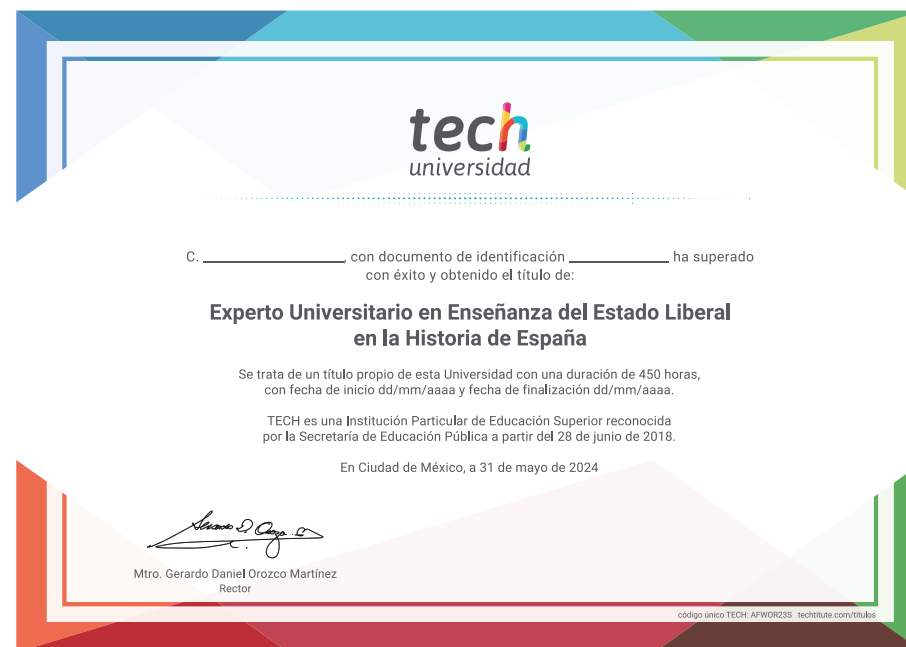 tech
universidad
C. ____________, con documento de identificación ____________ ha superado
con éxito y obtenido el título de:
Experto Universitario en Enseñanza del Estado Liberal
en la Historia de España
Se trata de un título propio de esta Universidad con una duración de 450 horas,
con fecha de inicio dd/mm/aaaa y fecha de finalización dd/mm/aaaa.
TECH es una Institución Particular de Educación Superior reconocida
por la Secretaría de Educación Pública a partir del 28 de junio de 2018.
En Ciudad de México, a 31 de mayo de 2024
Mtro. Gerardo Daniel Orozco Martínez
Rector
código único TECH: AFWOR23S techtitute.com/titulos